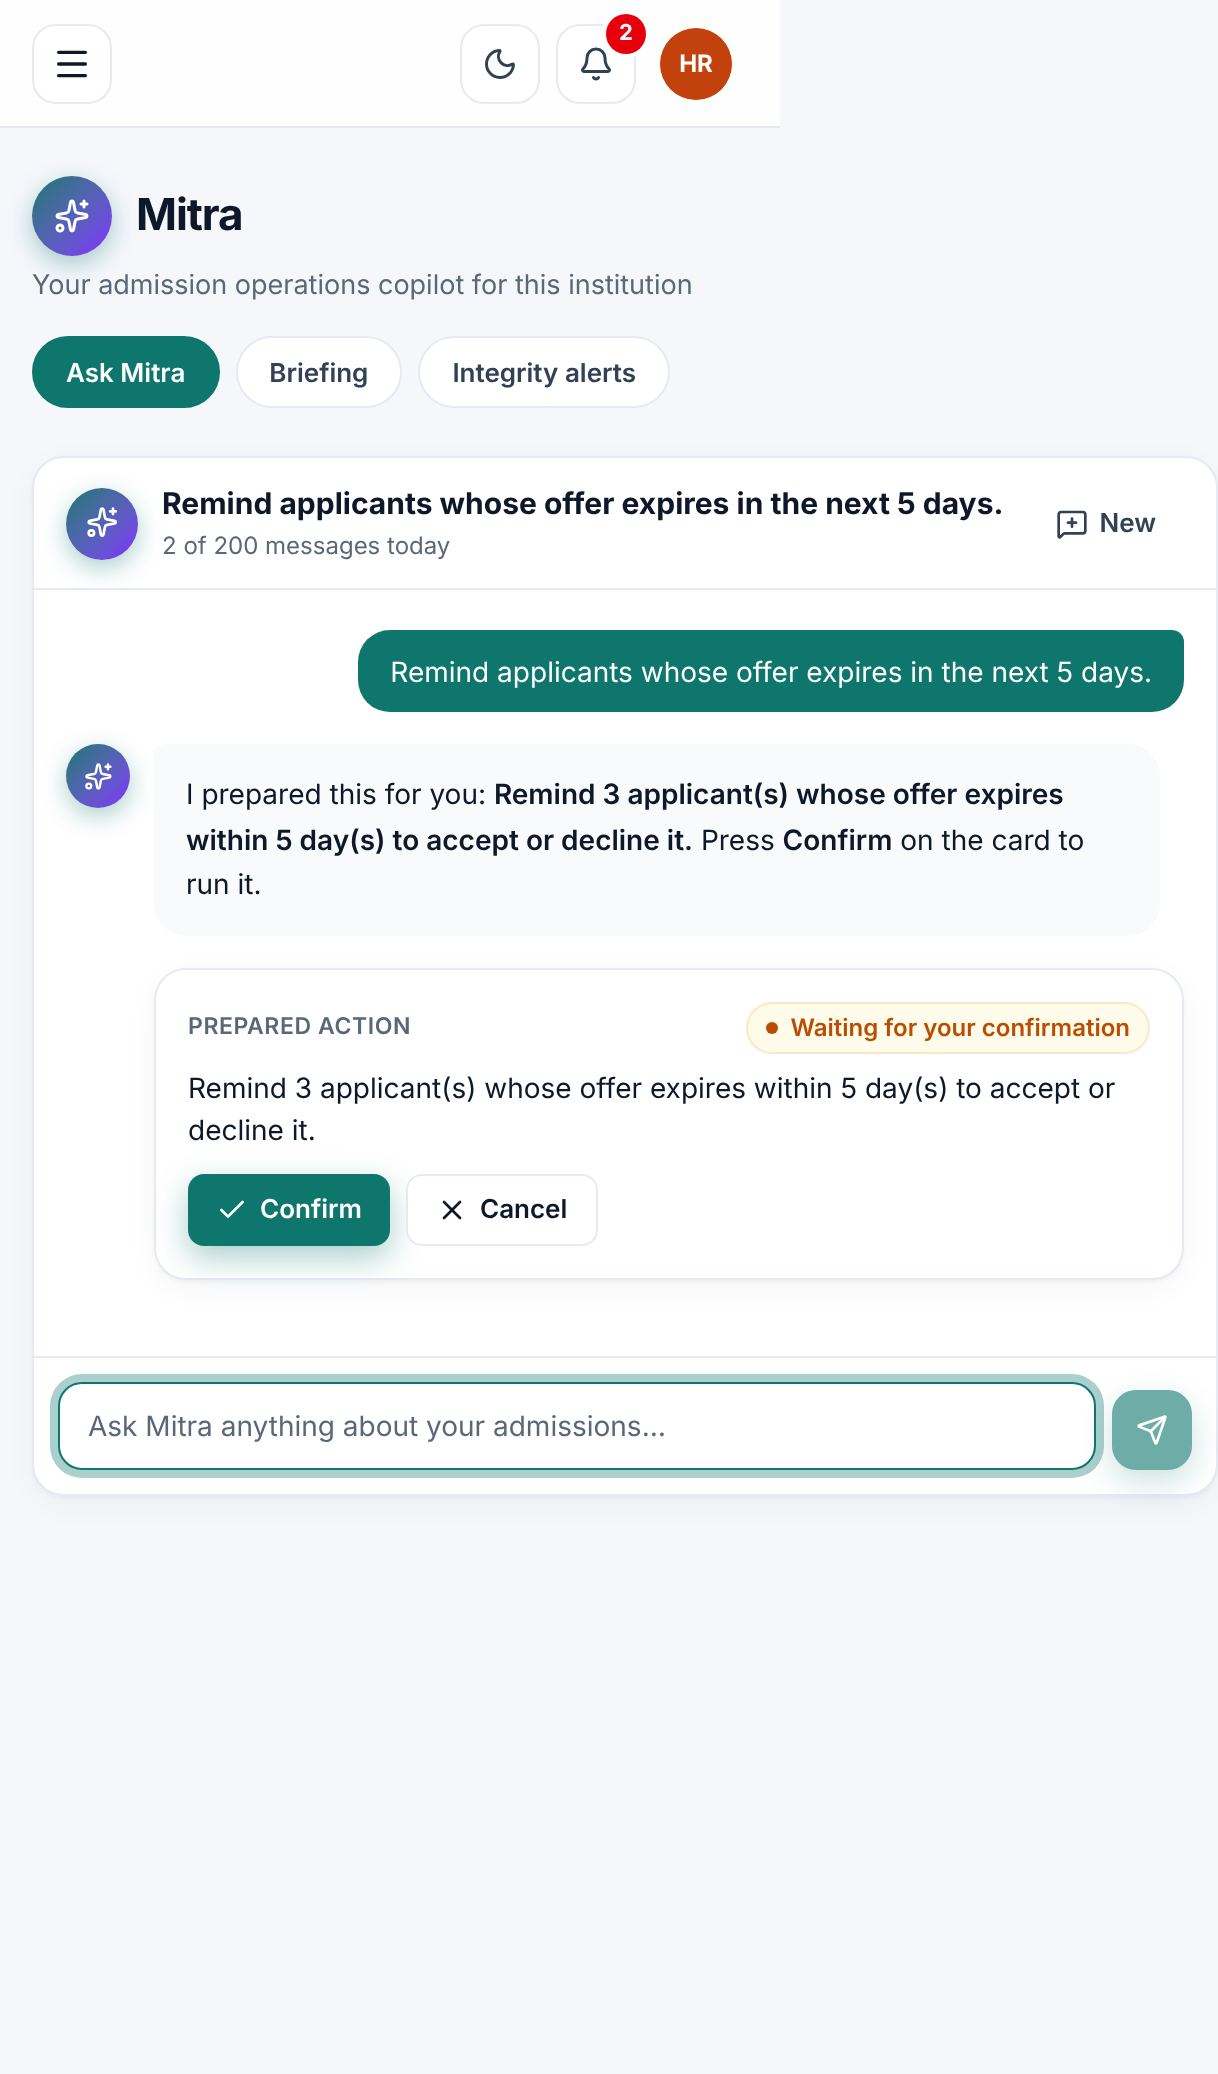 2
HR
Mitra
Your admission operations copilot for this institution
Ask Mitra
Briefing
Integrity alerts
Remind applicants whose offer expires in the next 5 days.
2 of 200 messages today
New
Remind applicants whose offer expires in the next 5 days.
I prepared this for you: Remind 3 applicant(s) whose offer expires
within 5 day(s) to accept or decline it. Press Confirm on the card to
run it.
PREPARED ACTION
Waiting for your confirmation
Remind 3 applicant(s) whose offer expires within 5 day(s) to accept or
decline it.
Confirm
Cancel
Ask Mitra anything about your admissions...